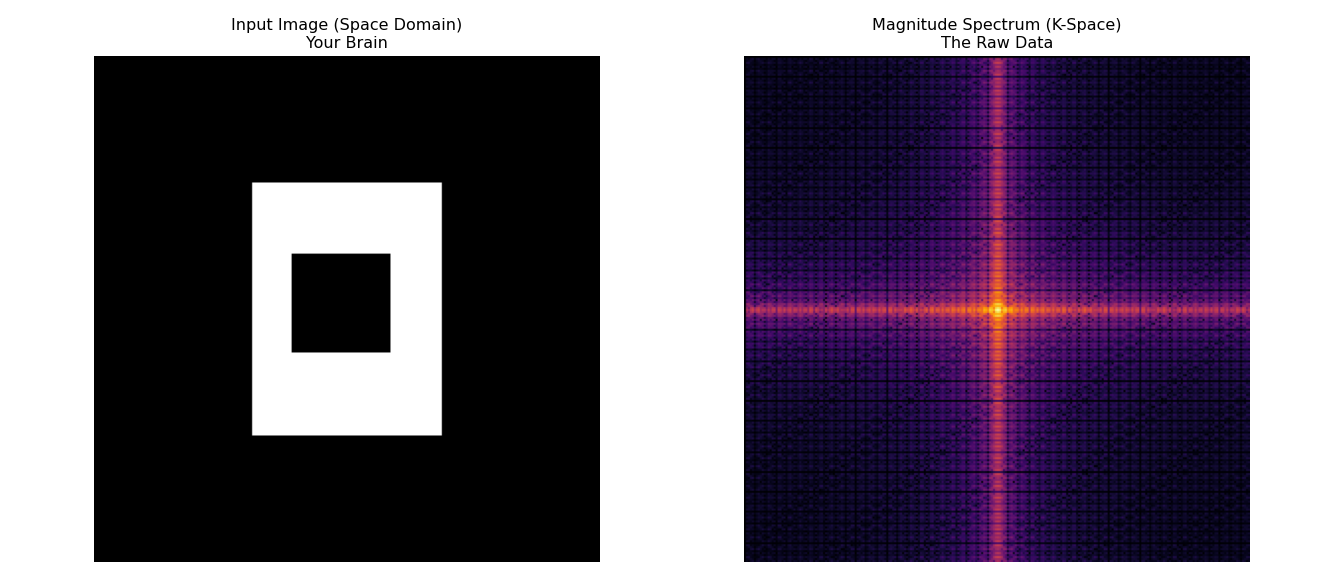 Input Image (Space Domain)
Your Brain
Magnitude Spectrum (K-Space)
The Raw Data